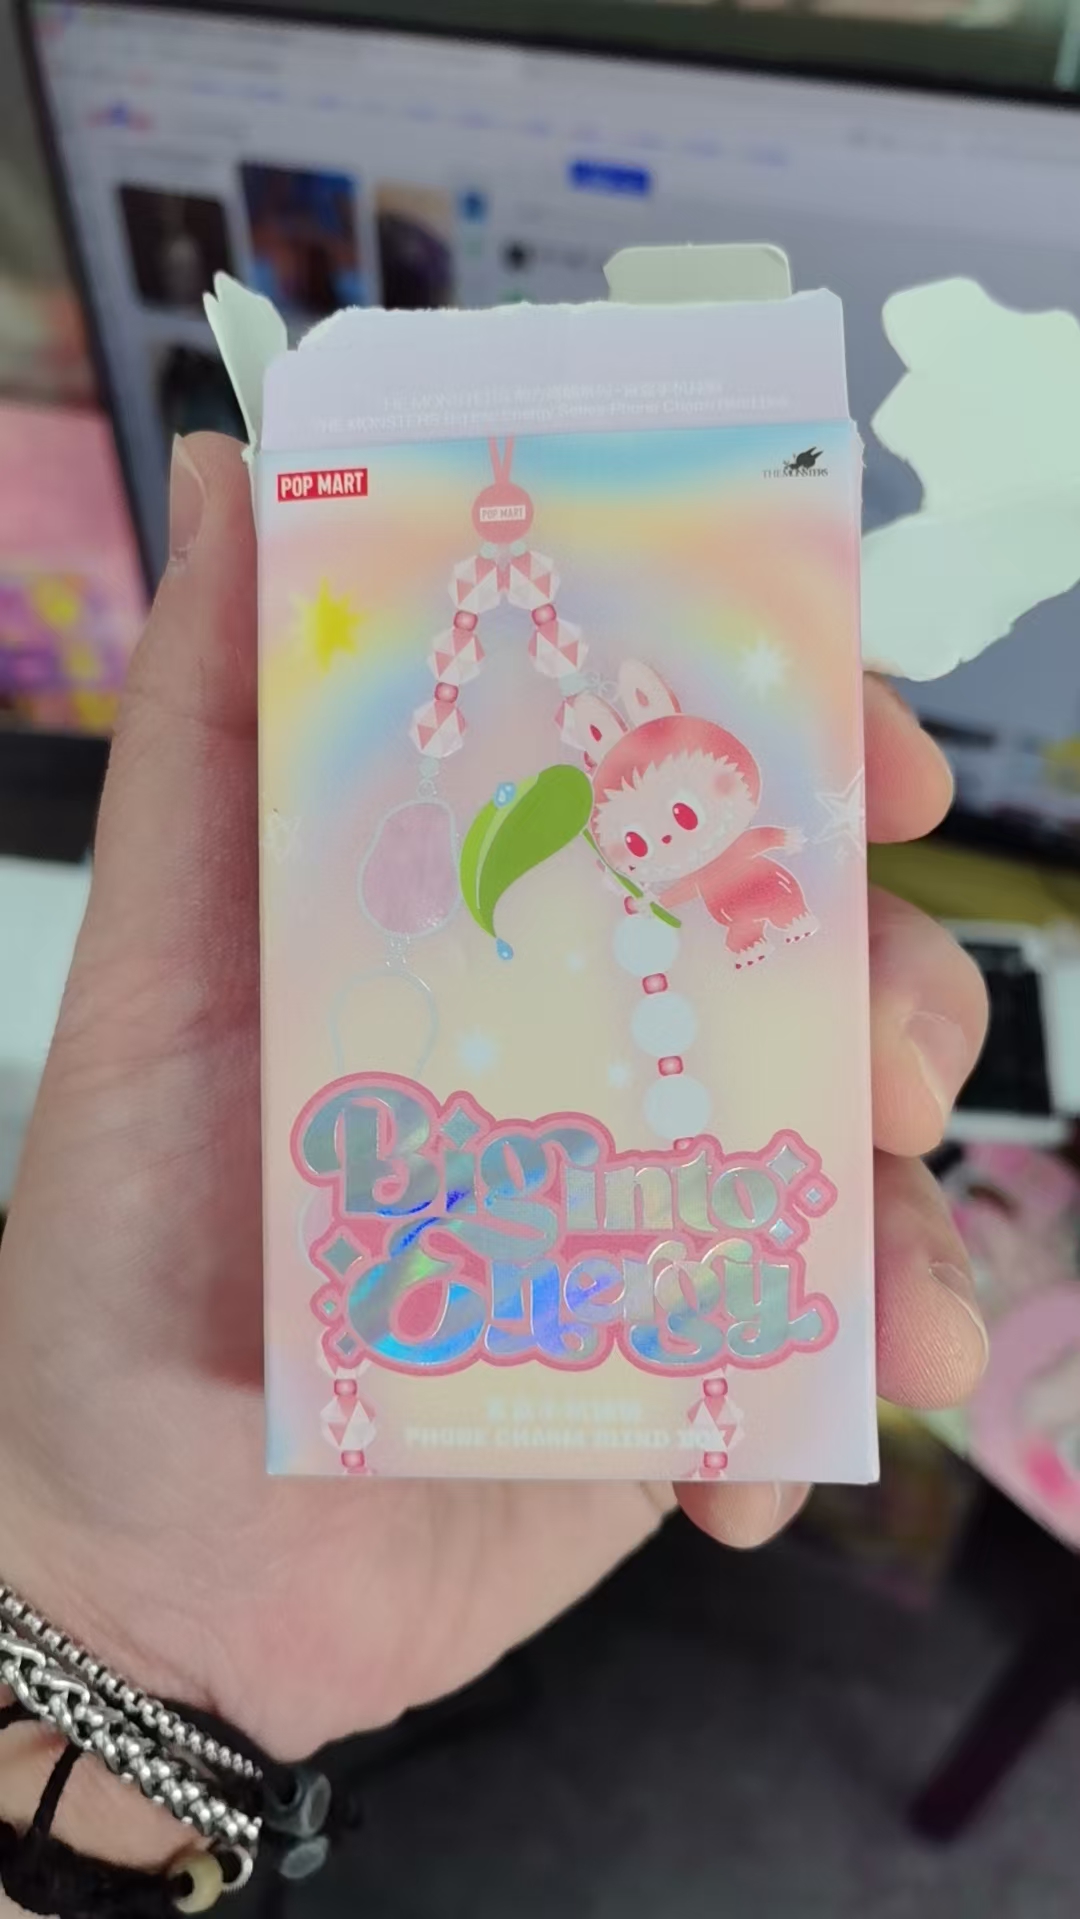 THE MONSTERS Big Into Energy Series-Phone Charm Blind Box
POP MART
THE MONSTERS
POP MART
Big into
Energy
PHONE CHARM BLIND BOX